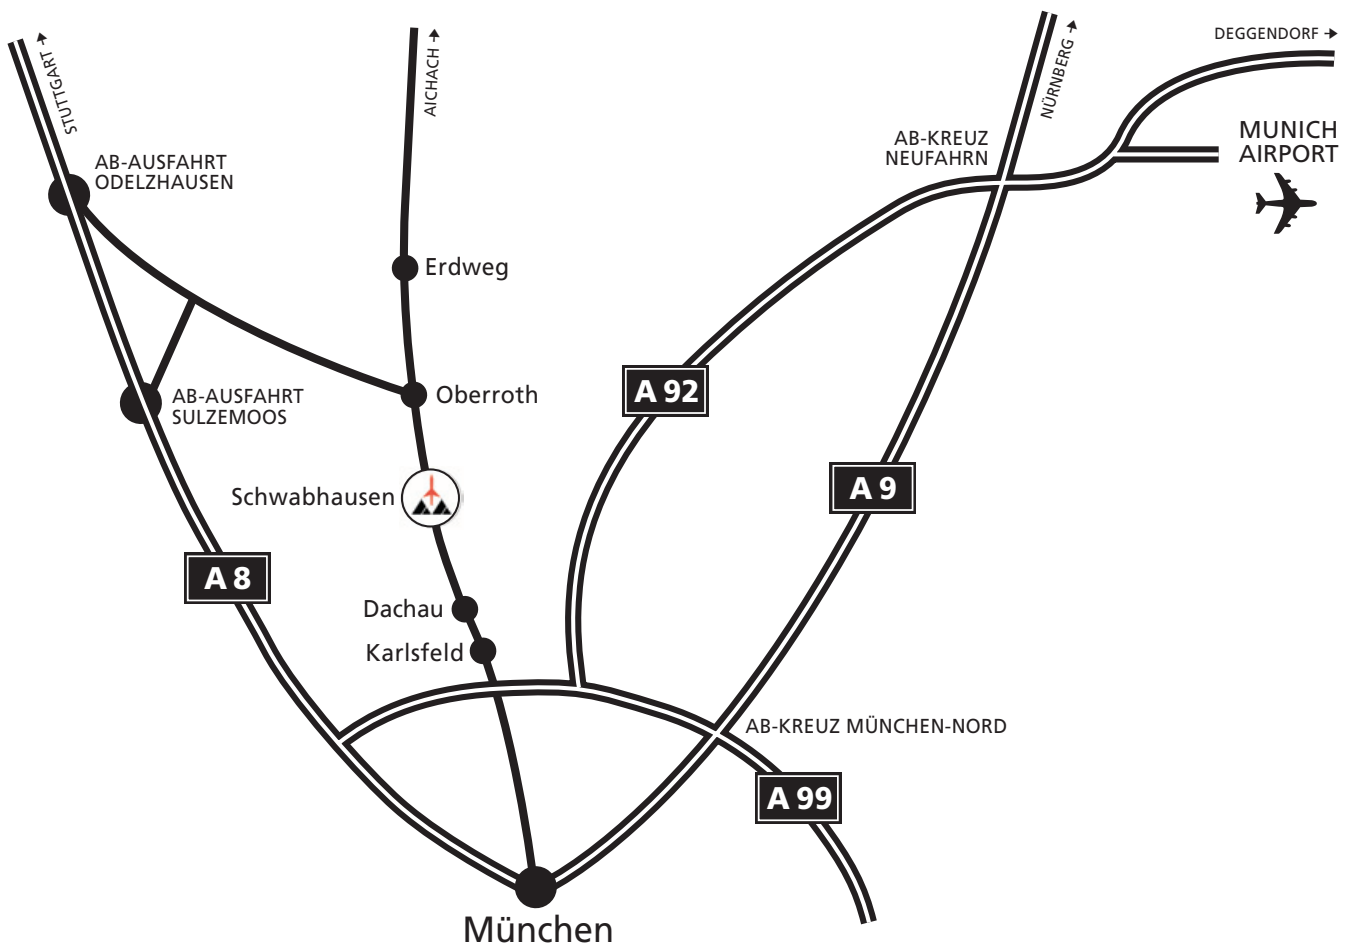 STUTTGART
AICHACH
NÜRNBERG
DEGGENDORF
AB-KREUZ
NEUFAHRN
MUNICH
AIRPORT
AB-AUSFAHRT
ODELZHAUSEN
Erdweg
AB-AUSFAHRT
SULZEMOOS
Oberroth
A 92
Schwabhausen
A 9
A 8
Dachau
Karlsfeld
AB-KREUZ MÜNCHEN-NORD
A 99
München